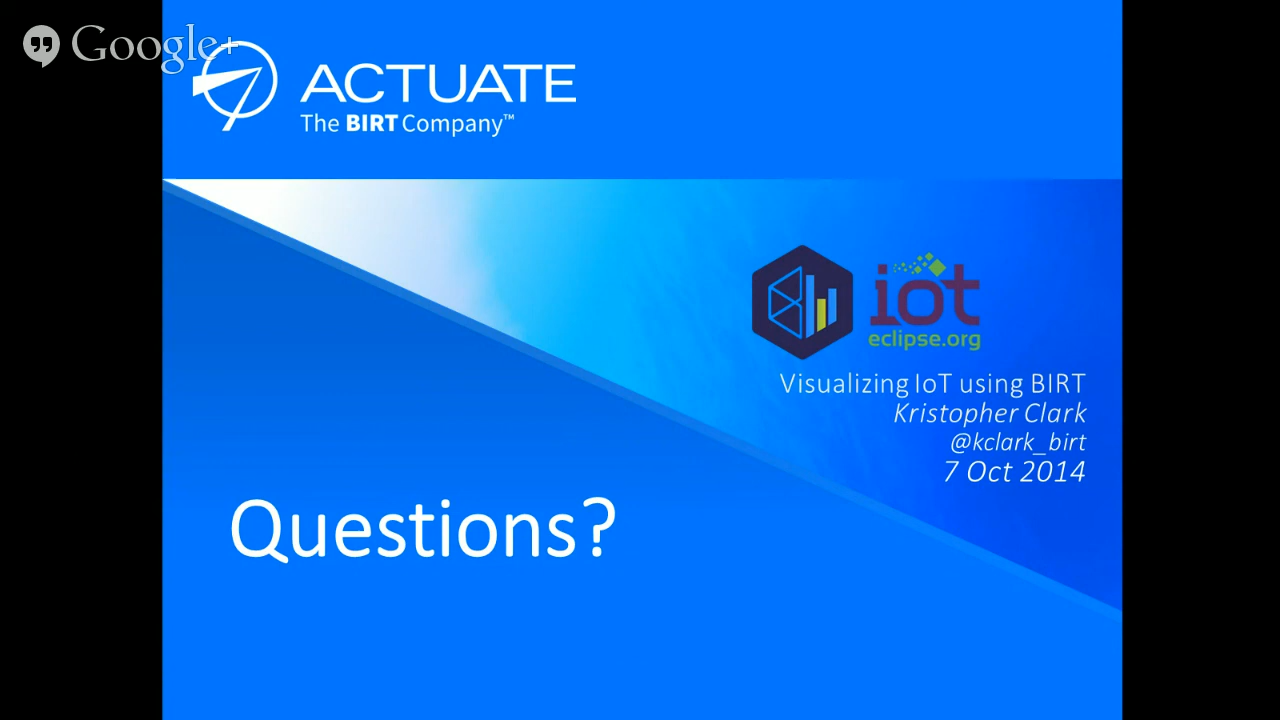 Google+
ACTUATE
The BIRT Company™
iot
eclipse.org
Visualizing IoT using BIRT
Kristopher Clark
@kclark_birt
7 Oct 2014
Questions?